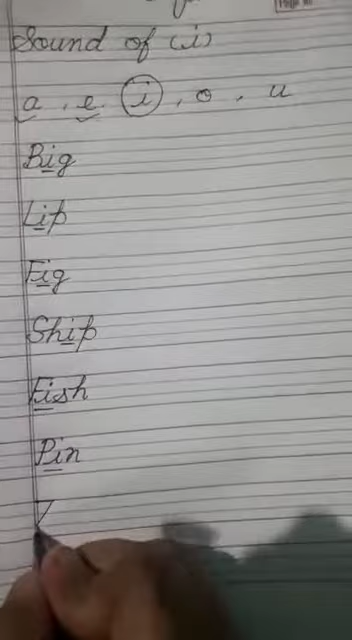 Sound of (i)
a , e , i , o , u
Big
Lip
Fig
Ship
Fish
Pin